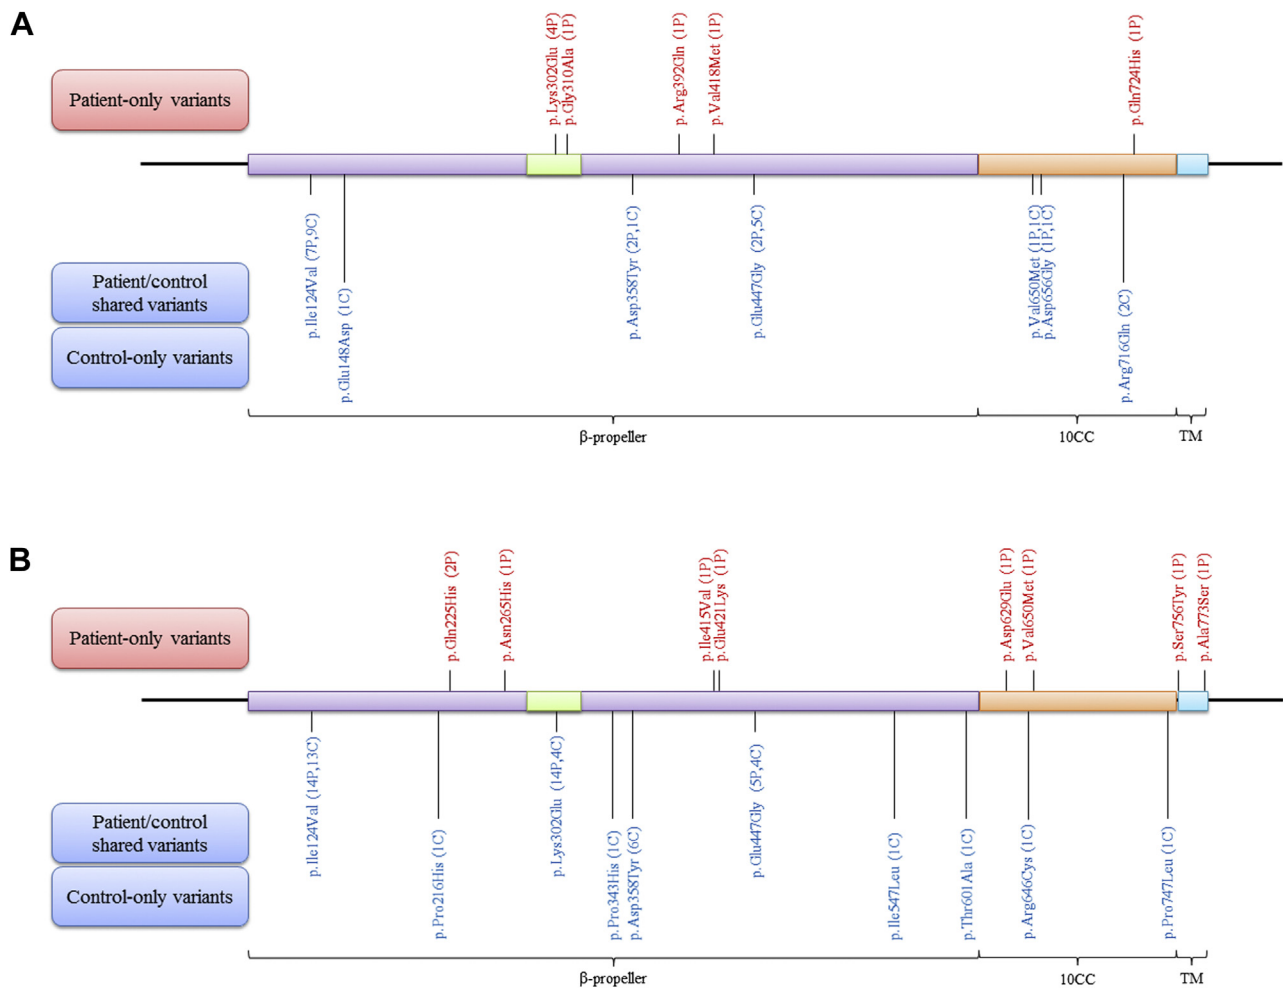 A
Patient-only variants
p.Lys302Glu (4P)
p.Gly310Ala (1P)
p.Arg392Gln (1P)
p.Val418Met (1P)
p.Gln724His (1P)
Patient/control
shared variants
Control-only variants
p.Ile124Val (7P,9C)
p.Glu148Asp (1C)
p.Asp358Tyr (2P,1C)
p.Glu447Gly (2P,5C)
p.Val650Met (1P,1C)
p.Asp656Gly (1P,1C)
p.Arg716Gln (2C)
β-propeller
10CC
TM
B
Patient-only variants
p.Gln225His (2P)
p.Asn265His (1P)
p.Ile415Val (1P)
p.Glu421Lys (1P)
p.Asp629Glu (1P)
p.Val650Met (1P)
p.Ser756Tyr (1P)
p.Ala773Ser (1P)
Patient/control
shared variants
Control-only variants
p.Ile124Val (14P,13C)
p.Pro216His (1C)
p.Lys302Glu (14P,4C)
p.Pro343His (1C)
p.Asp358Tyr (6C)
p.Glu447Gly (5P,4C)
p.Ile547Leu (1C)
p.Thr601Ala (1C)
p.Arg646Cys (1C)
p.Pro747Leu (1C)
β-propeller
10CC
TM